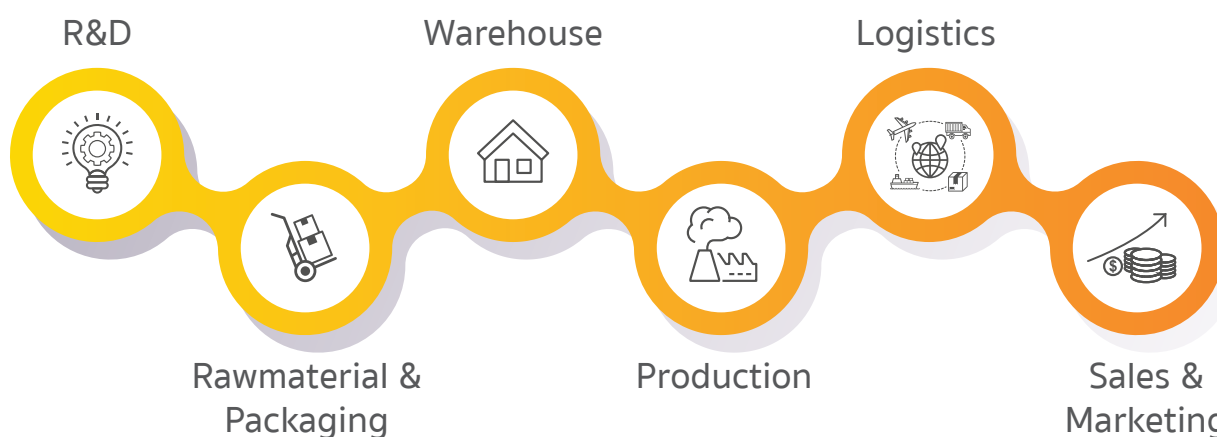 R&D
Rawmaterial &
Packaging
Warehouse
Production
Logistics
$
Sales &
Marketing